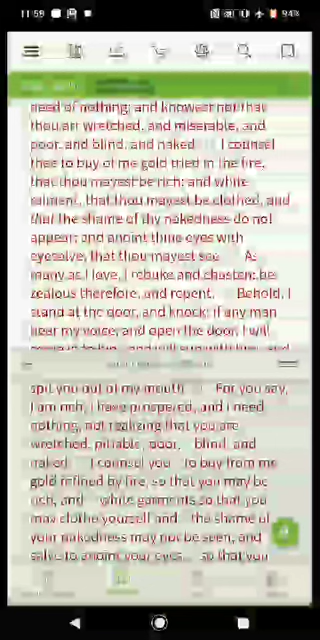 11:59
94%
need of nothing; and knowest not that
thou art wretched, and miserable, and
poor, and blind, and naked I counsel
thee to buy of me gold tried in the fire,
that thou mayest be rich; and white
raiment, that thou mayest be clothed, and
that the shame of thy nakedness do not
appear; and anoint thine eyes with
eyesalve, that thou mayest see As
many as I love, I rebuke and chasten: be
zealous therefore, and repent. Behold, I
stand at the door, and knock: if any man
hear my voice, and open the door, I will
spit you out of my mouth For you say,
I am rich, I have prospered, and I need
nothing, not realizing that you are
wretched, pitiable, poor, blind, and
naked I counsel you to buy from me
gold refined by fire, so that you may be
rich, and white garments so that you
may clothe yourself and the shame of
your nakedness may not be seen, and
salve to anoint your eyes, so that you